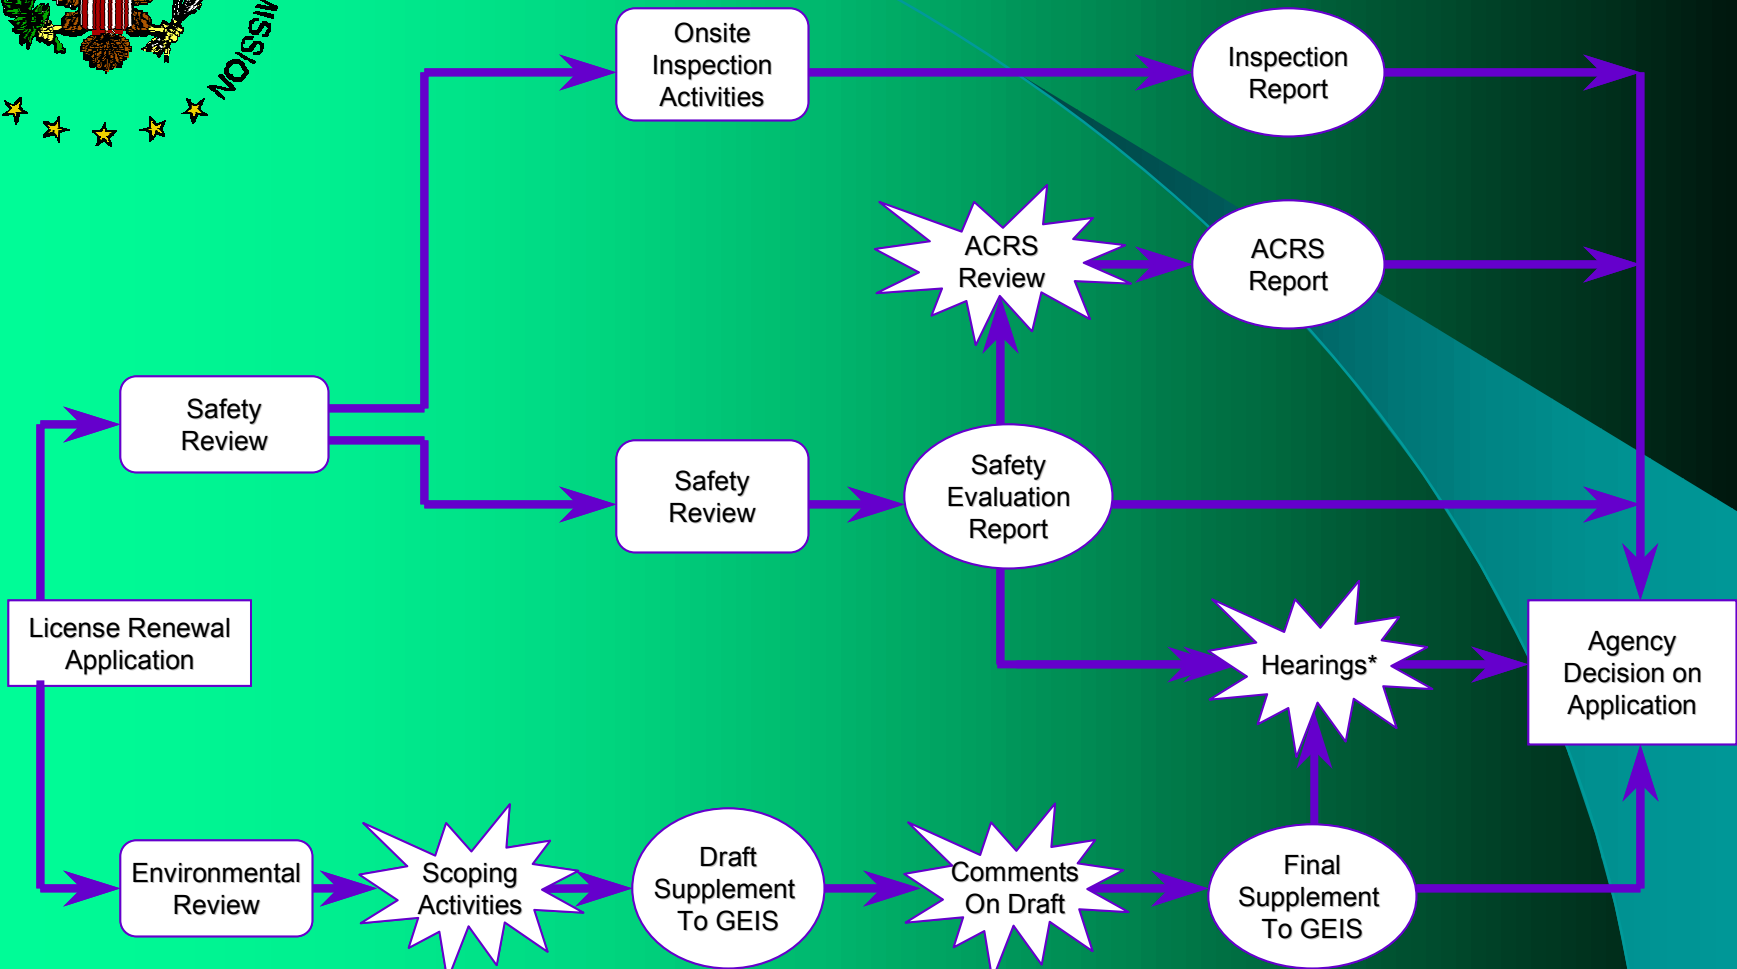 MISSION
Onsite
Inspection
Activities
Inspection
Report
ACRS
Review
ACRS
Report
Safety
Review
Safety
Review
Safety
Evaluation
Report
License Renewal
Application
Hearings*
Agency
Decision on
Application
Environmental
Review
Scoping
Activities
Draft
Supplement
To GEIS
Comments
On Draft
Final
Supplement
To GEIS